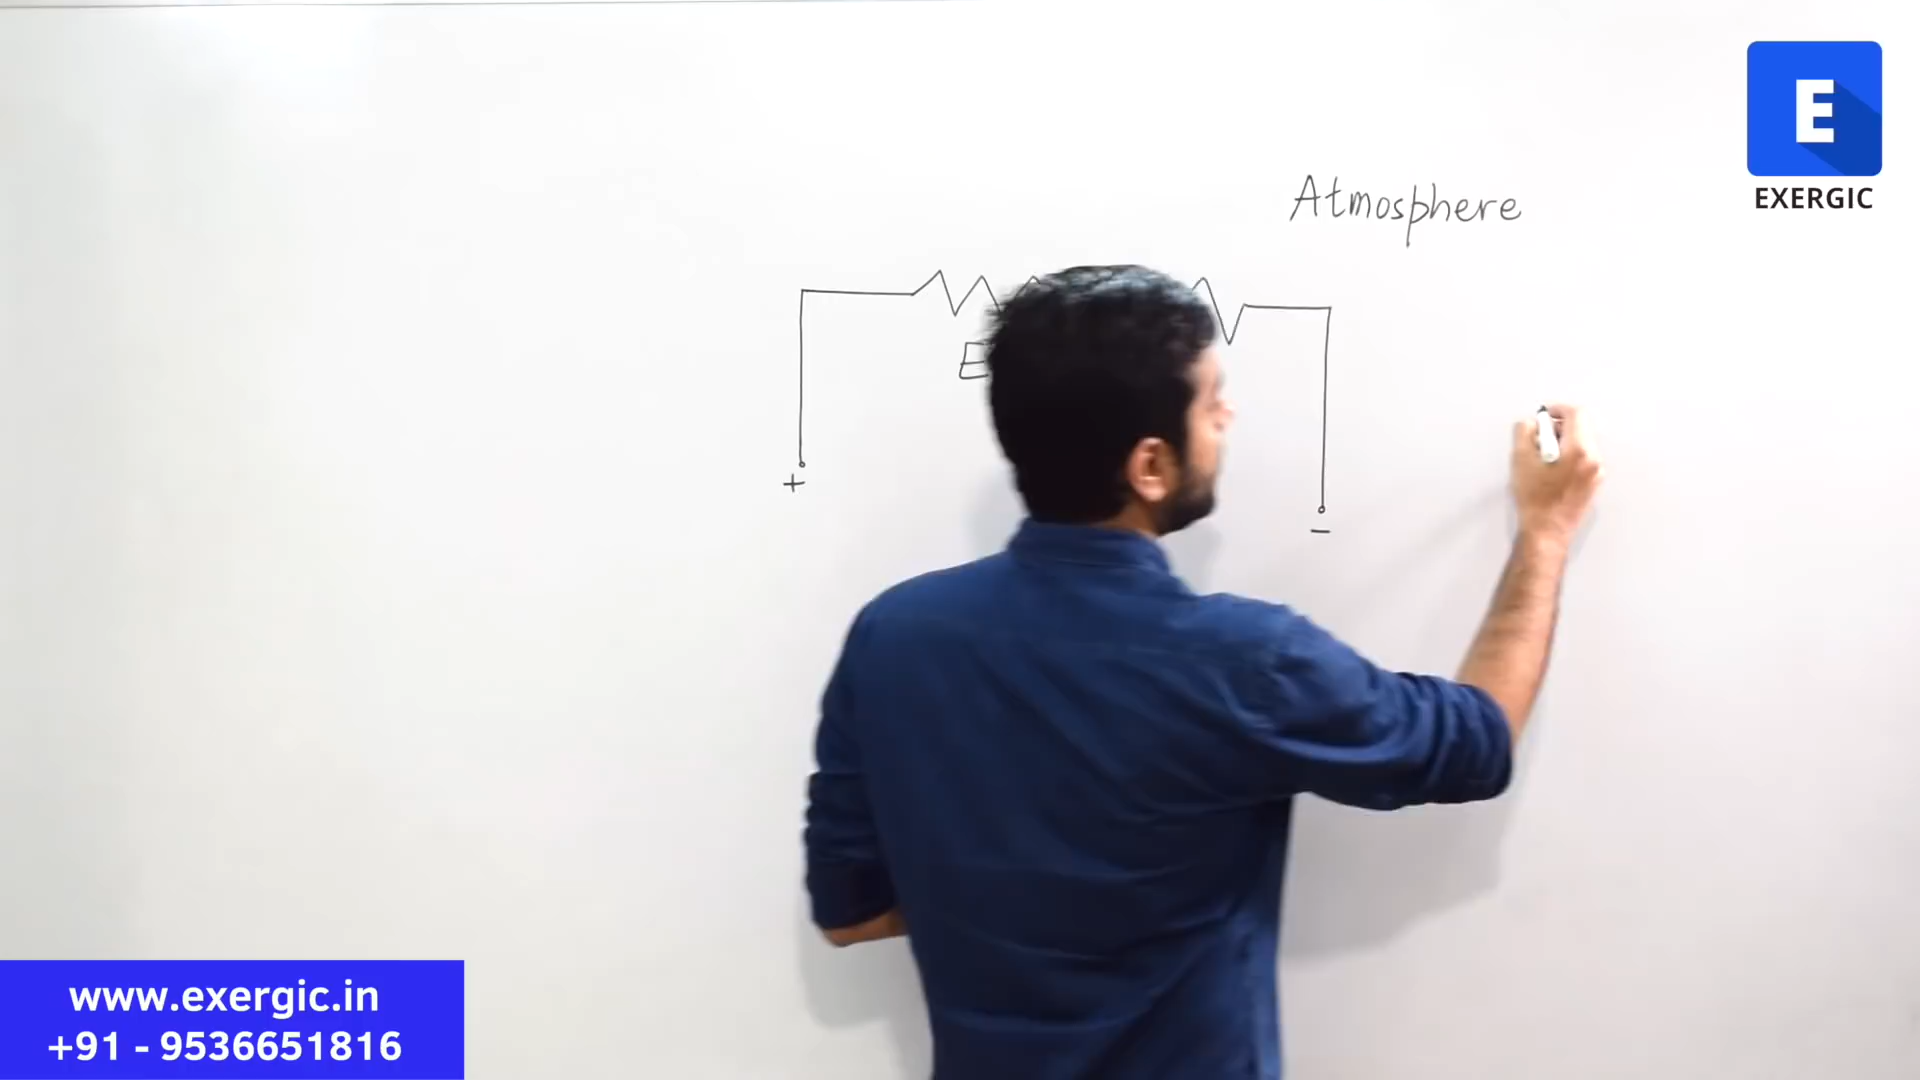 E
EXERGIC
Atmosphere
+
−
www.exergic.in
+91 - 9536651816